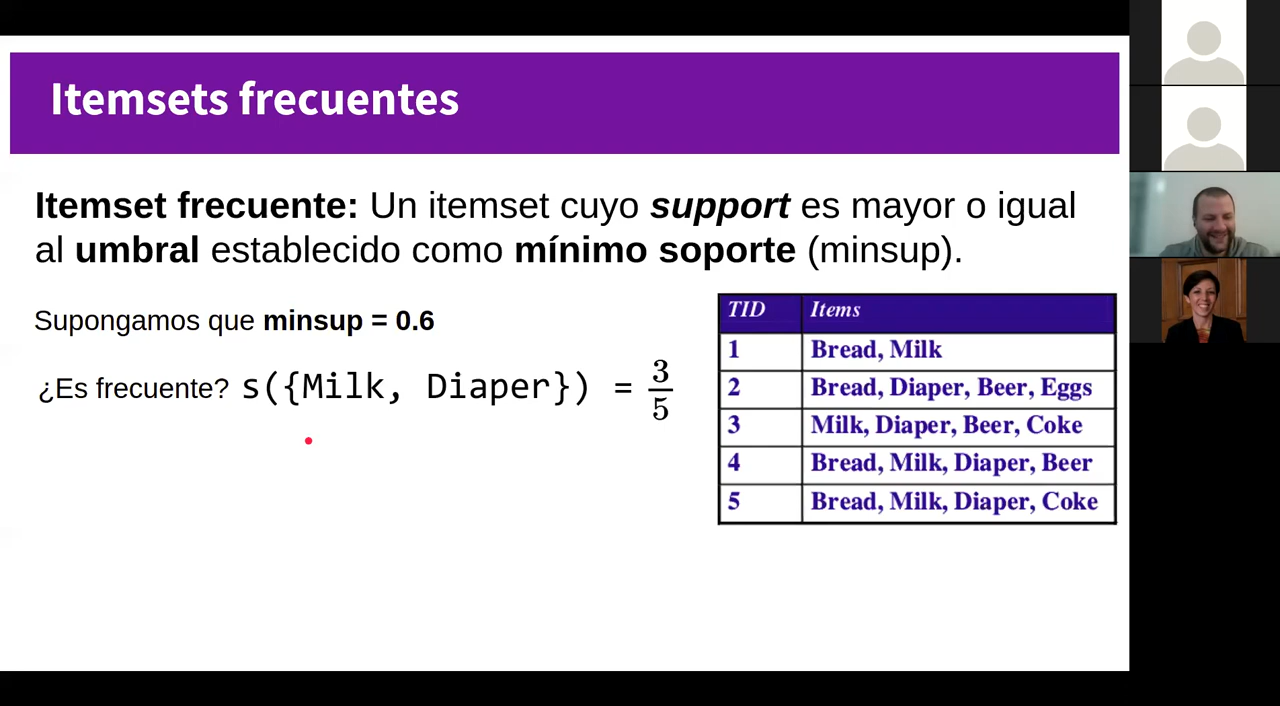 Itemsets frecuentes
Itemset frecuente: Un itemset cuyo support es mayor o igual
al umbral establecido como mínimo soporte (minsup).
Supongamos que minsup = 0.6
¿Es frecuente? s({Milk, Diaper}) = 3/5
TID Items
1 Bread, Milk
2 Bread, Diaper, Beer, Eggs
3 Milk, Diaper, Beer, Coke
4 Bread, Milk, Diaper, Beer
5 Bread, Milk, Diaper, Coke